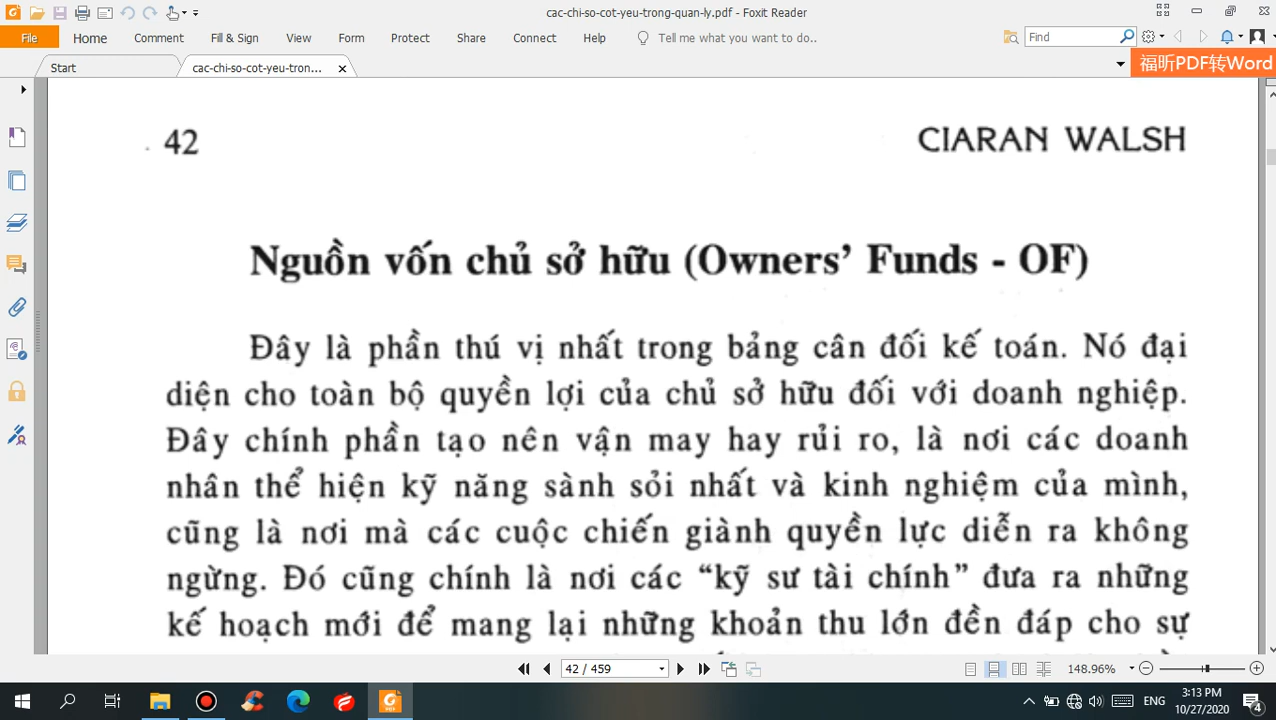 cac-chi-so-cot-yeu-trong-quan-ly.pdf - Foxit Reader
File Home Comment Fill & Sign View Form Protect Share Connect Help Tell me what you want to do.. Find
Start cac-chi-so-cot-yeu-tron... 福昕PDF转Word
42 CIARAN WALSH
Nguồn vốn chủ sở hữu (Owners' Funds - OF)
Đây là phần thú vị nhất trong bảng cân đối kế toán. Nó đại
diện cho toàn bộ quyền lợi của chủ sở hữu đối với doanh nghiệp.
Đây chính phần tạo nên vận may hay rủi ro, là nơi các doanh
nhân thể hiện kỹ năng sành sỏi nhất và kinh nghiệm của mình,
cũng là nơi mà các cuộc chiến giành quyền lực diễn ra không
ngừng. Đó cũng chính là nơi các “kỹ sư tài chính” đưa ra những
kế hoạch mới để mang lại những khoản thu lớn đền đáp cho sự
42 / 459 148.96%
ENG 3:13 PM
10/27/2020 4